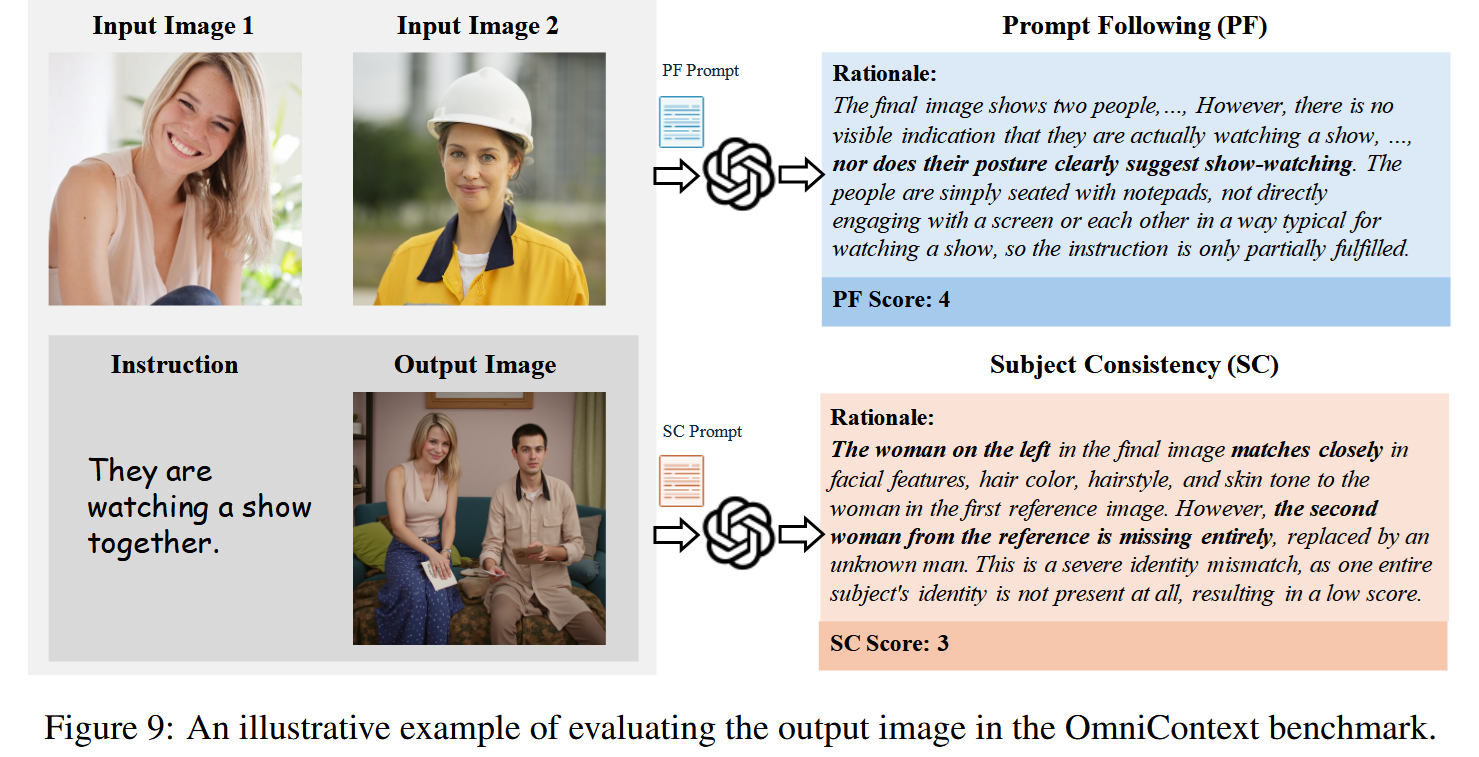 Input Image 1
Input Image 2
Instruction
Output Image
They are
watching a show
together.
PF Prompt
SC Prompt
Prompt Following (PF)
Rationale:
The final image shows two people,…, However, there is no
visible indication that they are actually watching a show, …,
nor does their posture clearly suggest show-watching. The
people are simply seated with notepads, not directly
engaging with a screen or each other in a way typical for
watching a show, so the instruction is only partially fulfilled.
PF Score: 4
Subject Consistency (SC)
Rationale:
The woman on the left in the final image matches closely in
facial features, hair color, hairstyle, and skin tone to the
woman in the first reference image. However, the second
woman from the reference is missing entirely, replaced by an
unknown man. This is a severe identity mismatch, as one entire
subject's identity is not present at all, resulting in a low score.
SC Score: 3
Figure 9: An illustrative example of evaluating the output image in the OmniContext benchmark.